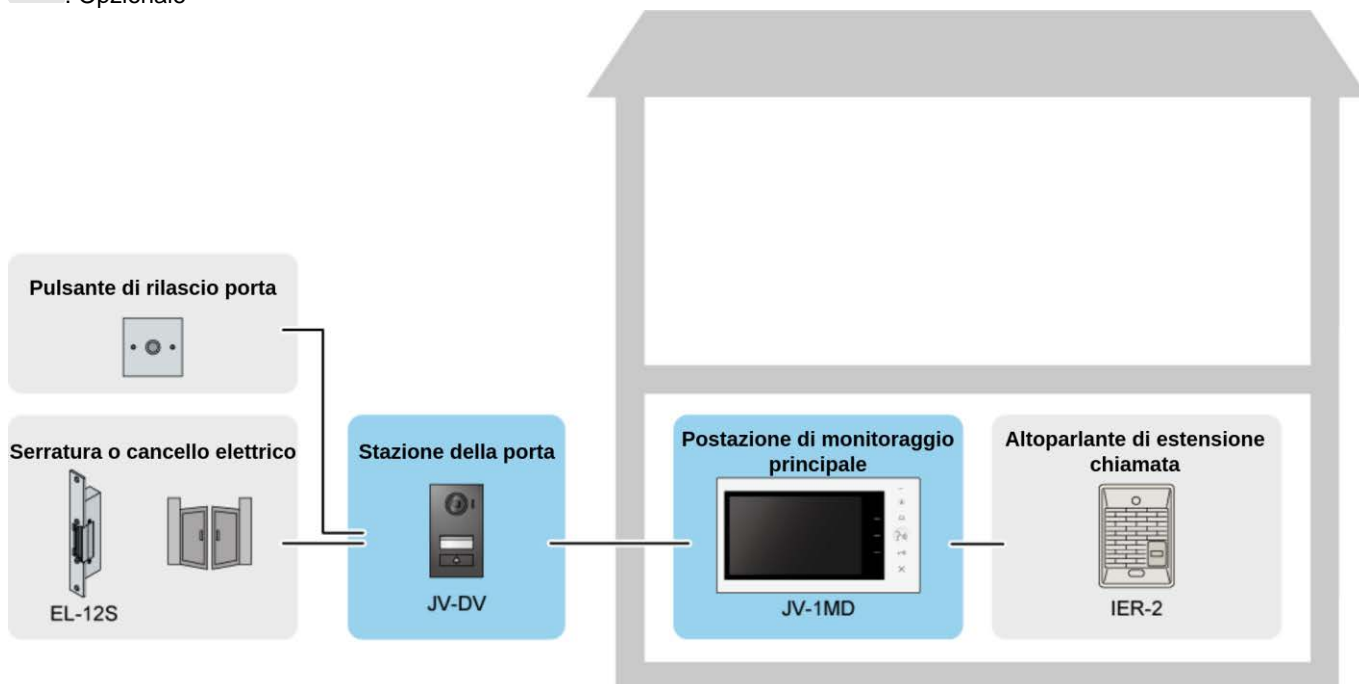 : Opzionale
Pulsante di rilascio porta
Serratura o cancello elettrico
EL-12S
Stazione della porta
JV-DV
Postazione di monitoraggio
principale
JV-1MD
Altoparlante di estensione
chiamata
IER-2